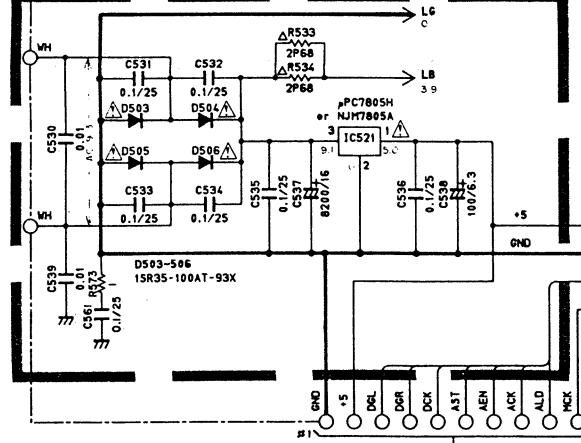 LG
0
WH
C531
0.1/25
C532
0.1/25
R533
2P68
R534
2P68
LB
3.9
D503
D504
μPC7805H
or NJM7805A
3
IC521
1
9.1
5.0
2
C530
0.01
D505
D506
C533
0.1/25
C534
0.1/25
C535
0.1/25
C537
8200/16
C536
0.1/25
C538
100/6.3
WH
+5
GND
D503-506
1SR35-100AT-93X
C539
0.01
R573
1
C561
0.1/25
GND
+5
DGL
DGR
DCK
AST
AEN
ACK
ALD
MCK
#1